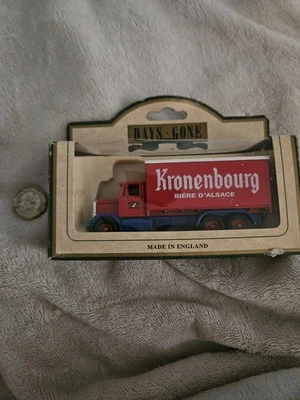 DAYS · GONE
Kronenbourg
BIÈRE D'ALSACE
MADE IN ENGLAND